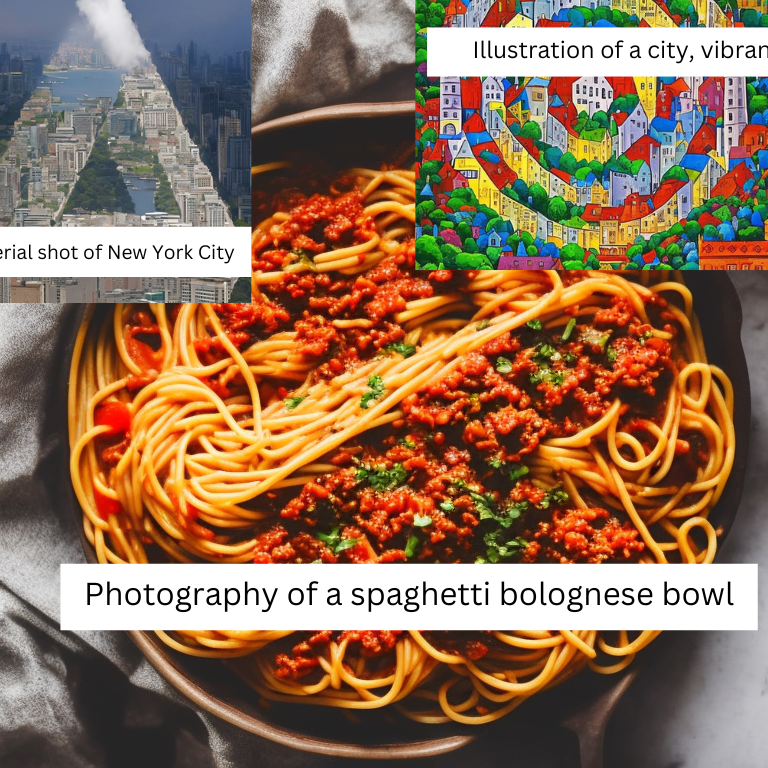 Illustration of a city, vibran
erial shot of New York City
Photography of a spaghetti bolognese bowl